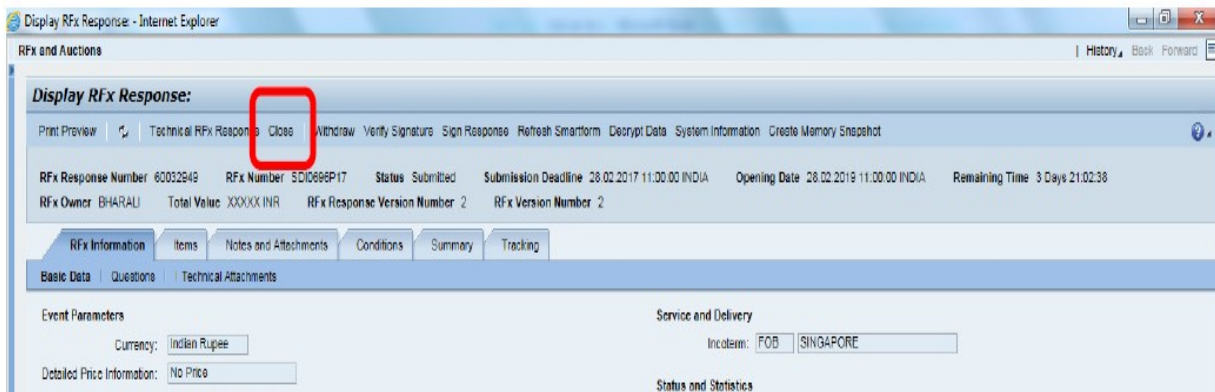 Display RFx Response: - Internet Explorer
RFx and Auctions | History Back Forward
Display RFx Response:
Print Preview Technical RFx Response Close Withdraw Verify Signature Sign Response Refresh Smartform Decrypt Data System Information Create Memory Snapshot
RFx Response Number 60032949 RFx Number SDI0696P17 Status Submitted Submission Deadline 28.02.2017 11:00:00 INDIA Opening Date 28.02.2019 11:00:00 INDIA Remaining Time 3 Days 21:02:38
RFx Owner BHARALI Total Value XXXXX INR RFx Response Version Number 2 RFx Version Number 2
RFx Information Items Notes and Attachments Conditions Summary Tracking
Basic Data | Questions | Technical Attachments
Event Parameters Service and Delivery
Currency: Indian Rupee Incoterm: FOB SINGAPORE
Detailed Price Information: No Price
Status and Statistics